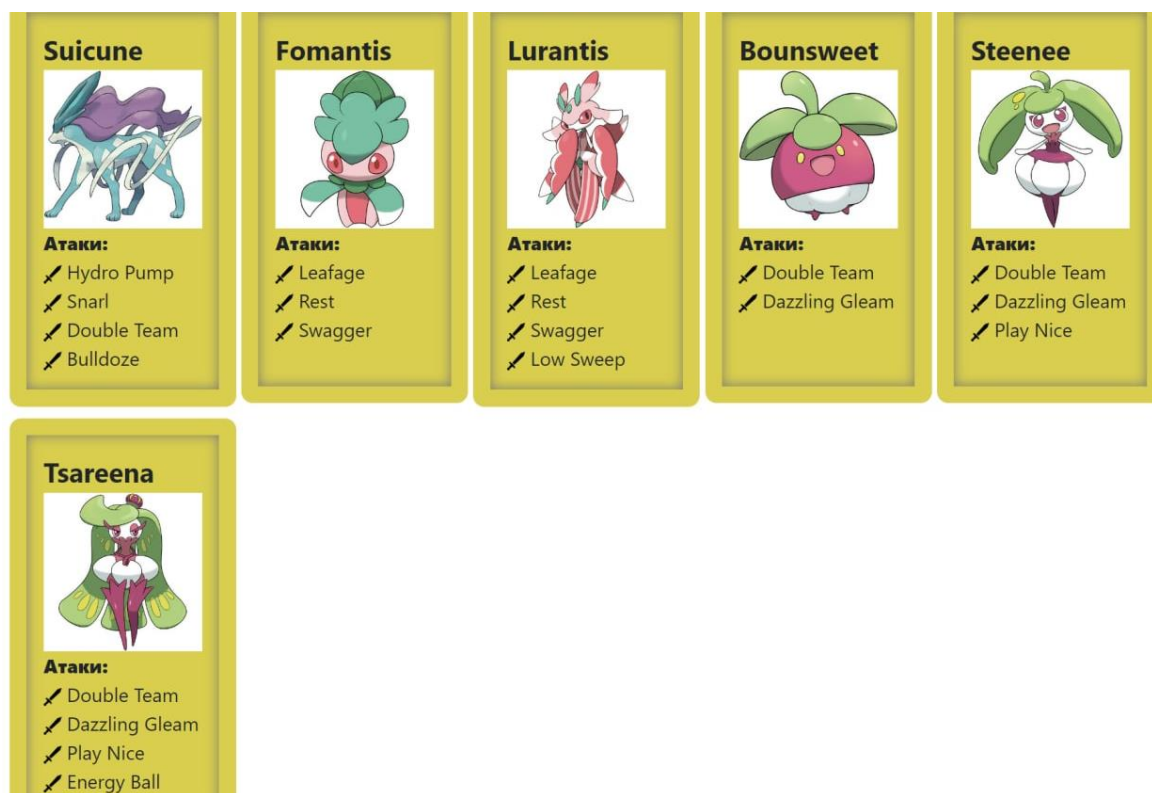 Suicune
Атаки:
Hydro Pump
Snarl
Double Team
Bulldoze
Fomantis
Атаки:
Leafage
Rest
Swagger
Lurantis
Атаки:
Leafage
Rest
Swagger
Low Sweep
Bounsweet
Атаки:
Double Team
Dazzling Gleam
Steenee
Атаки:
Double Team
Dazzling Gleam
Play Nice
Tsareena
Атаки:
Double Team
Dazzling Gleam
Play Nice
Energy Ball